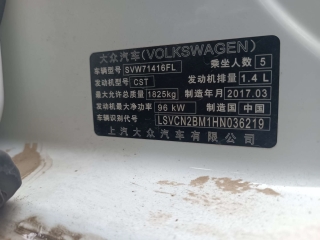 大众汽车(VOLKSWAGEN)
车辆型号 SVW71416FL 乘坐人数 5
发动机型号 CST 发动机排量 1.4 L
最大允许总质量 1825kg 制造年月 2017.03
发动机最大净功率 96 kW 制造国 中国
车辆识别代号 LSVCN2BM1HN036219
上汽大众汽车有限公司